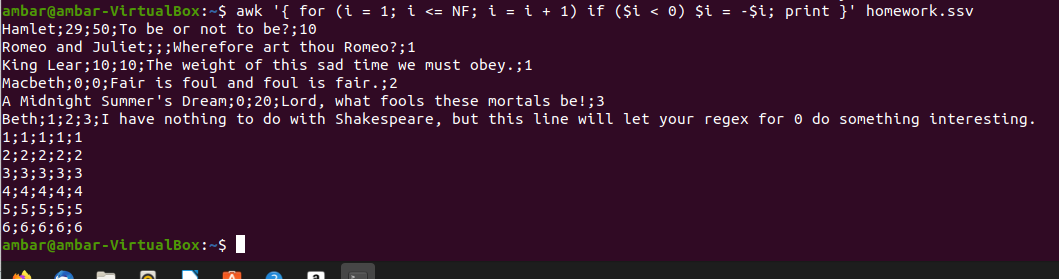 ambar@ambar-VirtualBox:~$ awk '{ for (i = 1; i <= NF; i = i + 1) if ($i < 0) $i = -$i; print }' homework.ssv
Hamlet;29;50;To be or not to be?;10
Romeo and Juliet;;;Wherefore art thou Romeo?;1
King Lear;10;10;The weight of this sad time we must obey.;1
Macbeth;0;0;Fair is foul and foul is fair.;2
A Midnight Summer's Dream;0;20;Lord, what fools these mortals be!;3
Beth;1;2;3;I have nothing to do with Shakespeare, but this line will let your regex for 0 do something interesting.
1;1;1;1;1
2;2;2;2;2
3;3;3;3;3
4;4;4;4;4
5;5;5;5;5
6;6;6;6;6
ambar@ambar-VirtualBox:~$